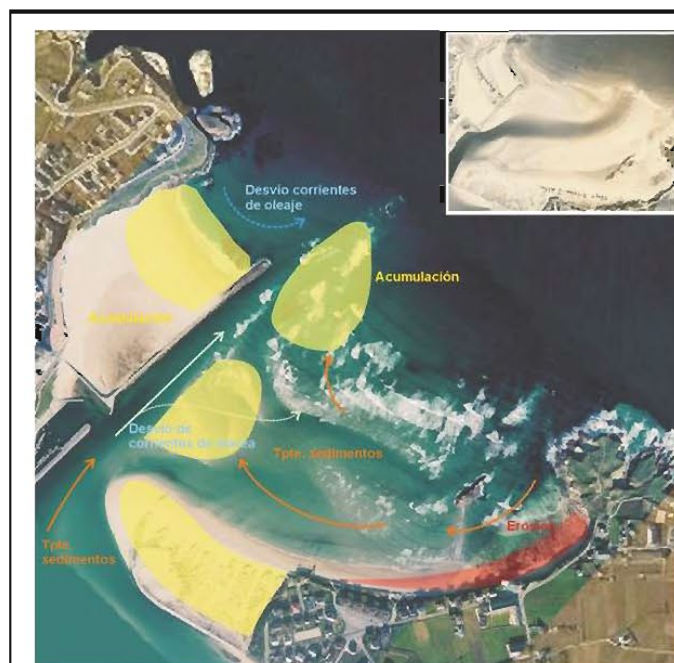 Desvío corrientes
de oleaje
Acumulación
Acumulación
Desvío de
corrientes de marea
Tpte. sedimentos
Erosión
Tpte.
sedimentos